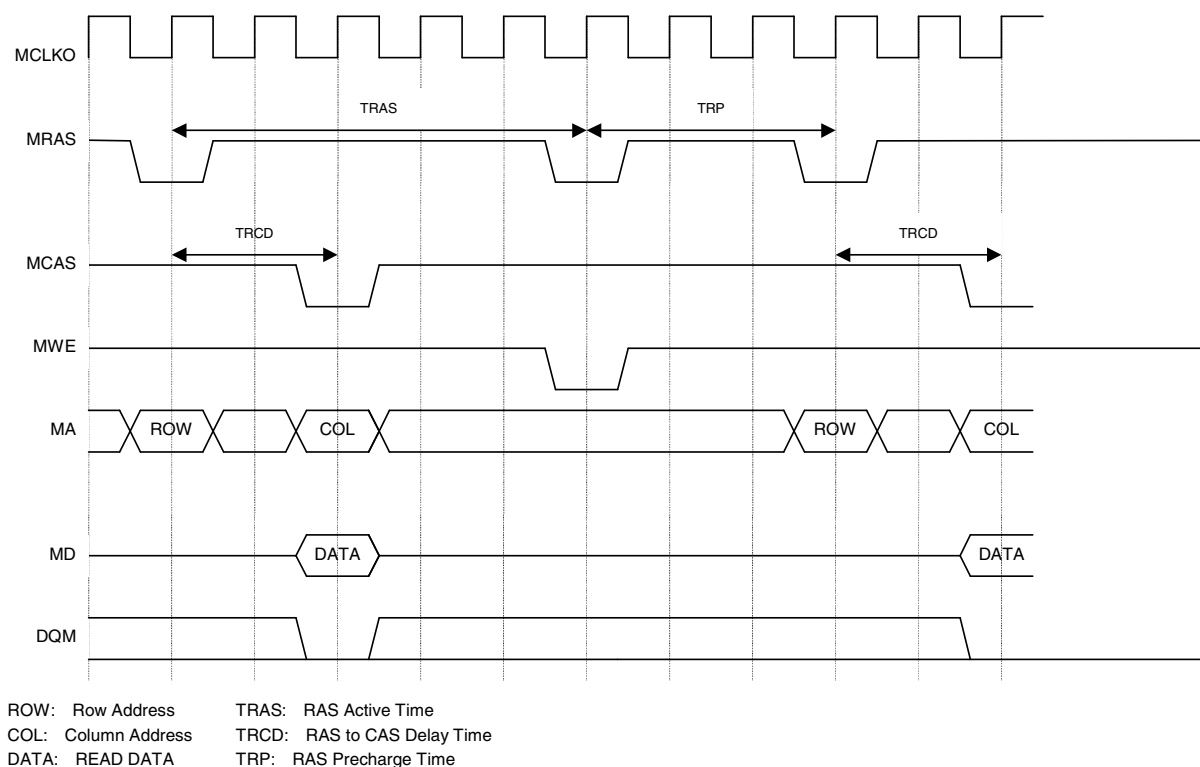 MCLKO
TRAS TRP
MRAS
TRCD TRCD
MCAS
MWE
MA ROW COL ROW COL
MD DATA DATA
DQM
ROW: Row Address TRAS: RAS Active Time
COL: Column Address TRCD: RAS to CAS Delay Time
DATA: READ DATA TRP: RAS Precharge Time